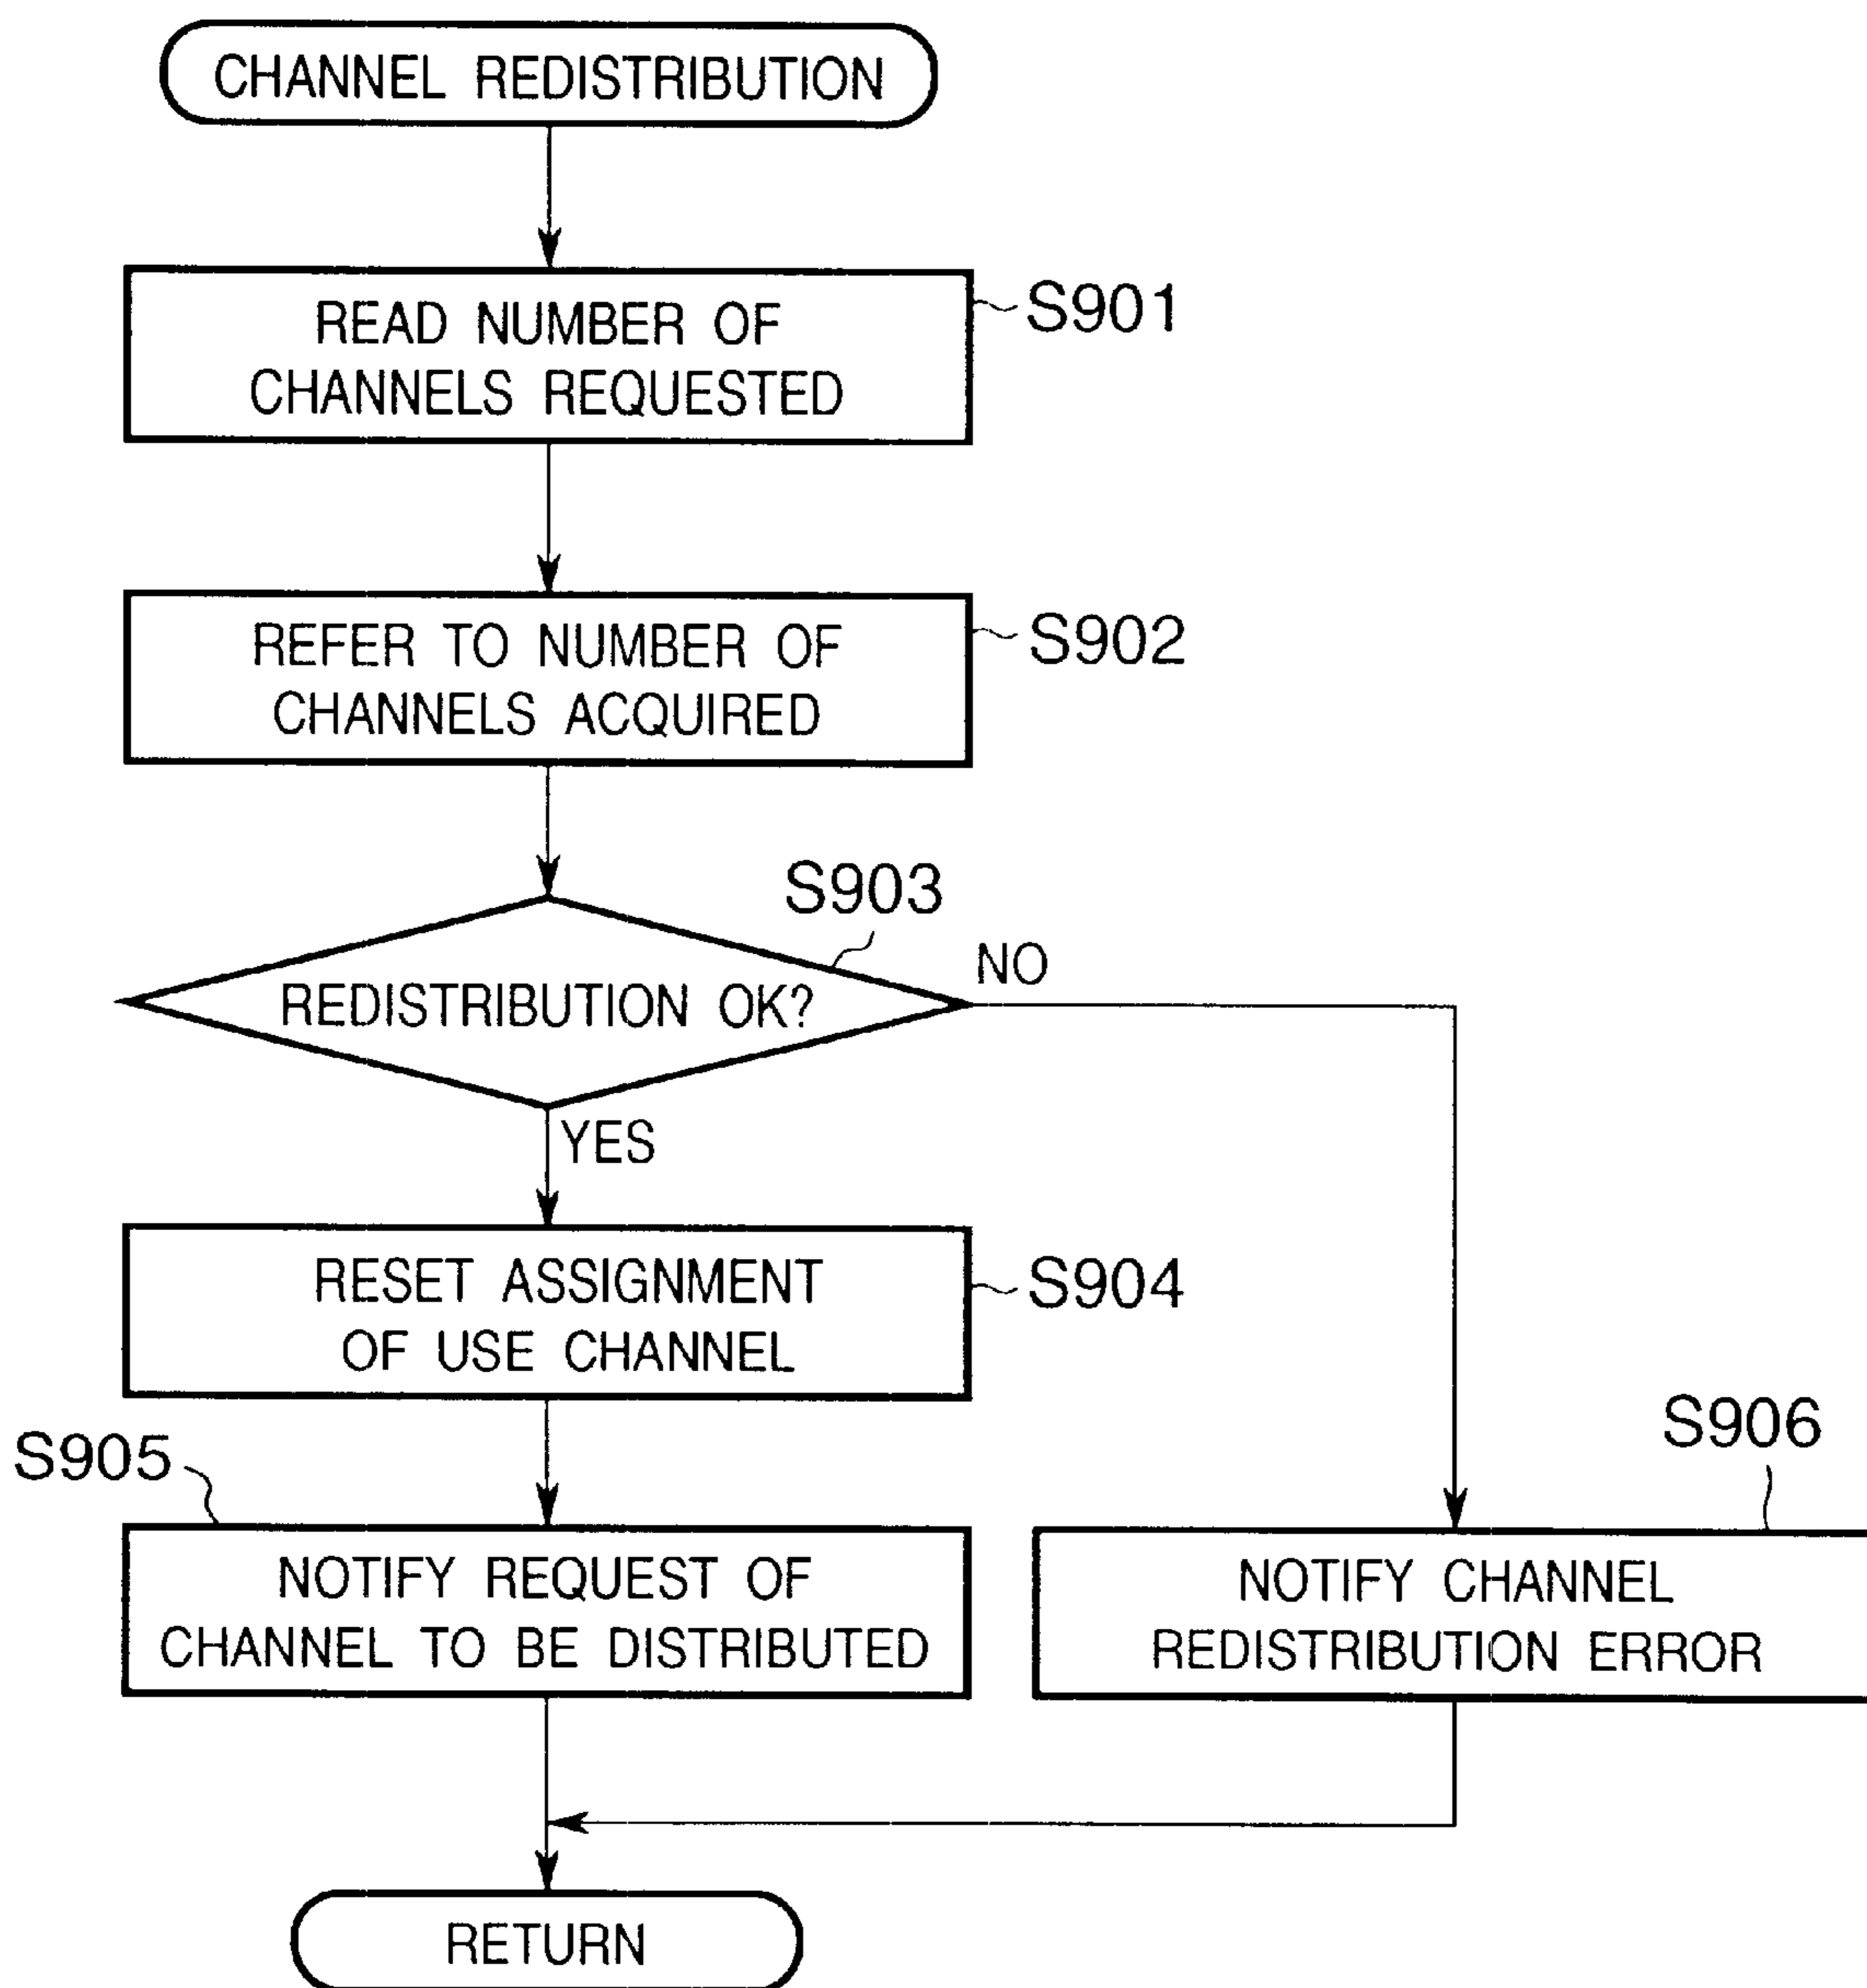 CHANNEL REDISTRIBUTION
READ NUMBER OF
CHANNELS REQUESTED
S901
REFER TO NUMBER OF
CHANNELS ACQUIRED
S902
S903
REDISTRIBUTION OK?
NO
YES
RESET ASSIGNMENT
OF USE CHANNEL
S904
S905
NOTIFY REQUEST OF
CHANNEL TO BE DISTRIBUTED
S906
NOTIFY CHANNEL
REDISTRIBUTION ERROR
RETURN